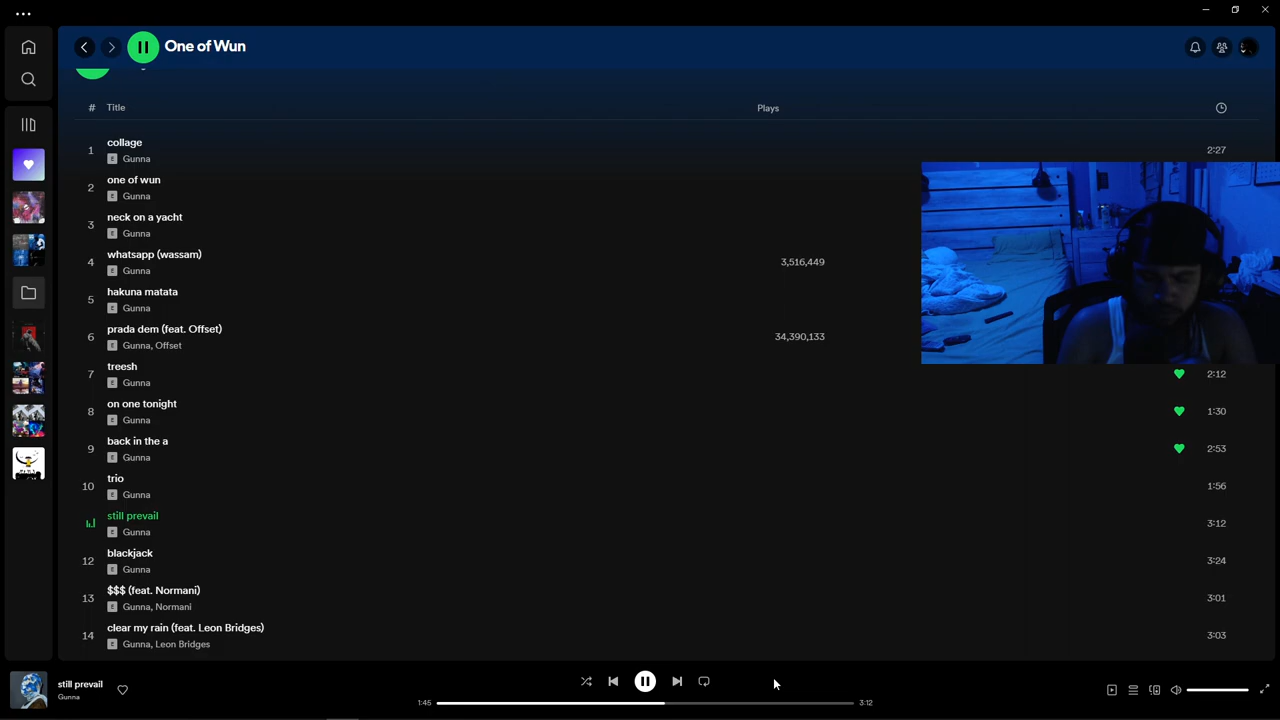 One of Wun
# Title Plays
1 collage 2:27
E Gunna
2 one of wun
E Gunna
3 neck on a yacht
E Gunna
4 whatsapp (wassam) 3,516,449
E Gunna
5 hakuna matata
E Gunna
6 prada dem (feat. Offset) 34,390,133
E Gunna, Offset
7 treesh 2:12
E Gunna
8 on one tonight 1:30
E Gunna
9 back in the a 2:53
E Gunna
10 trio 1:56
E Gunna
still prevail 3:12
E Gunna
12 blackjack 3:24
E Gunna
13 $$$ (feat. Normani) 3:01
E Gunna, Normani
14 clear my rain (feat. Leon Bridges) 3:03
E Gunna, Leon Bridges
still prevail
Gunna
1:45 3:12